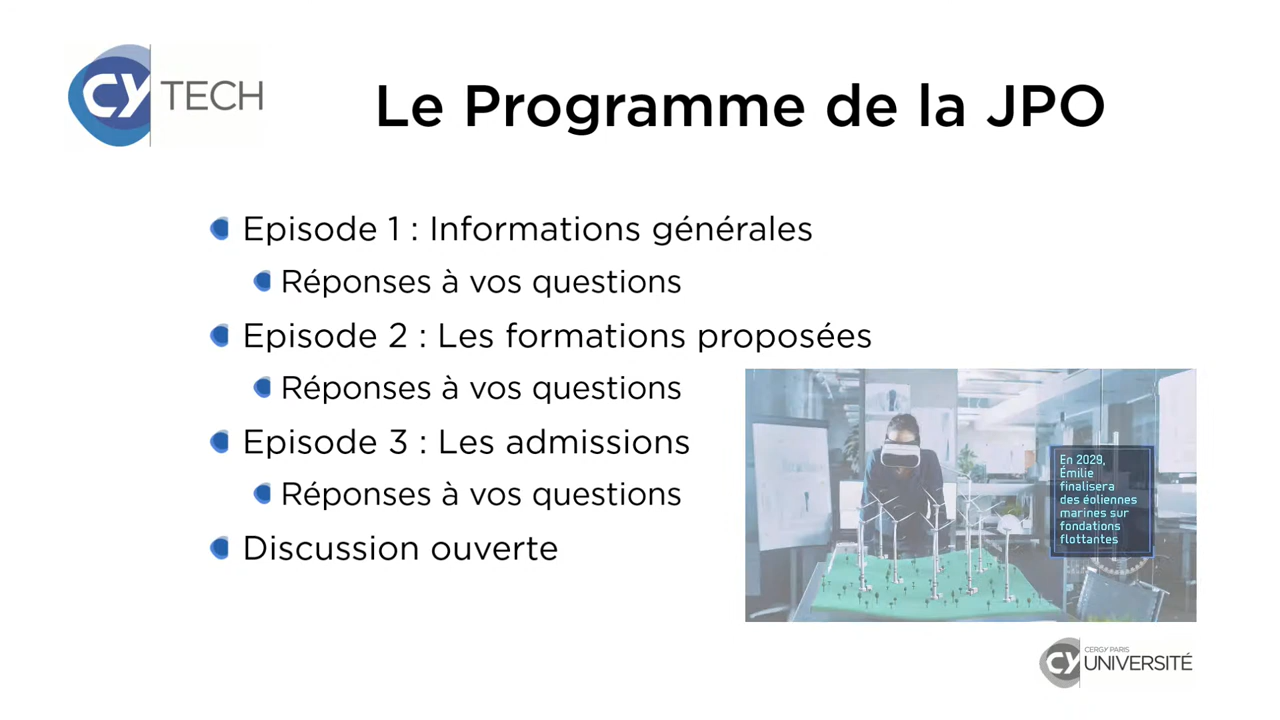 CY TECH
Le Programme de la JPO
Episode 1 : Informations générales
Réponses à vos questions
Episode 2 : Les formations proposées
Réponses à vos questions
Episode 3 : Les admissions
Réponses à vos questions
Discussion ouverte
En 2029,
Émilie
finalisera
des éoliennes
marines sur
fondations
flottantes
CERGY PARIS
CY UNIVERSITÉ